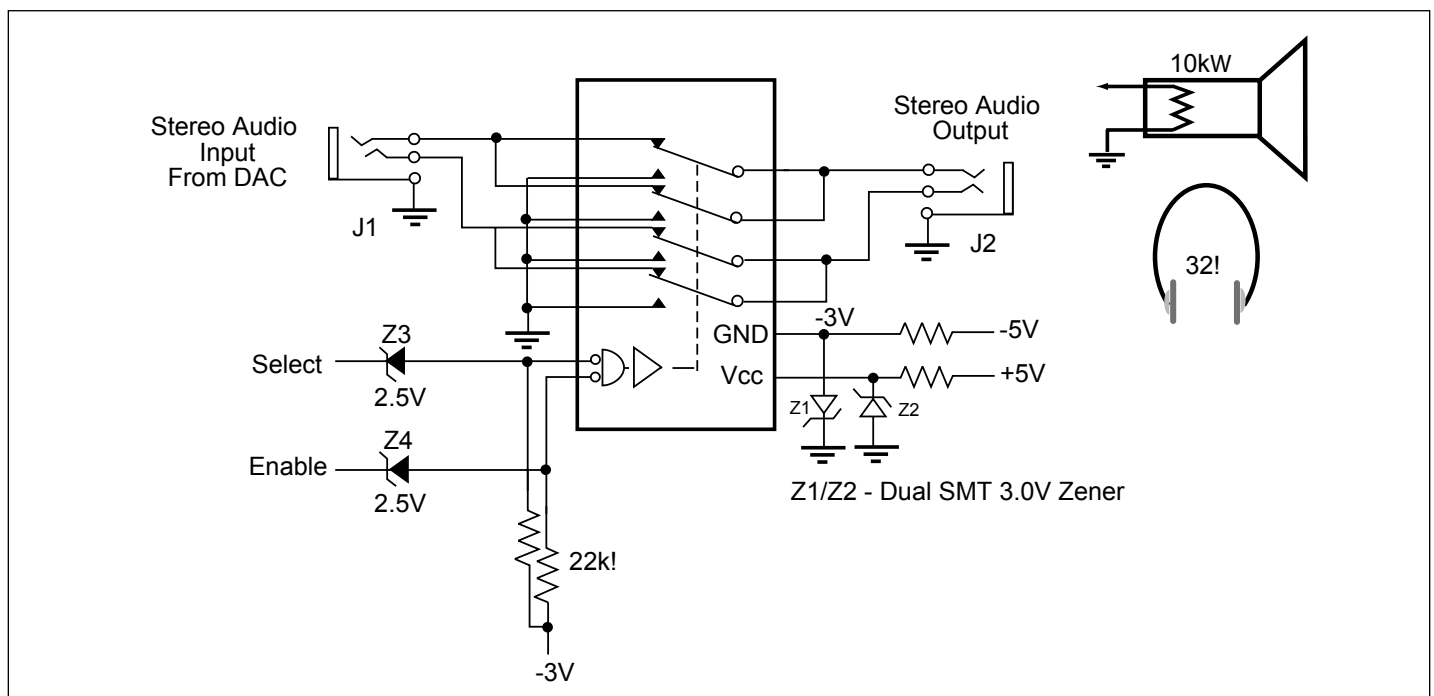 Stereo Audio
Input
From DAC
J1
Stereo Audio
Output
J2
10kW
32!
-3V
GND
-5V
Vcc
+5V
Z1
Z2
Select
Z3
2.5V
Enable
Z4
2.5V
Z1/Z2 - Dual SMT 3.0V Zener
22k!
-3V